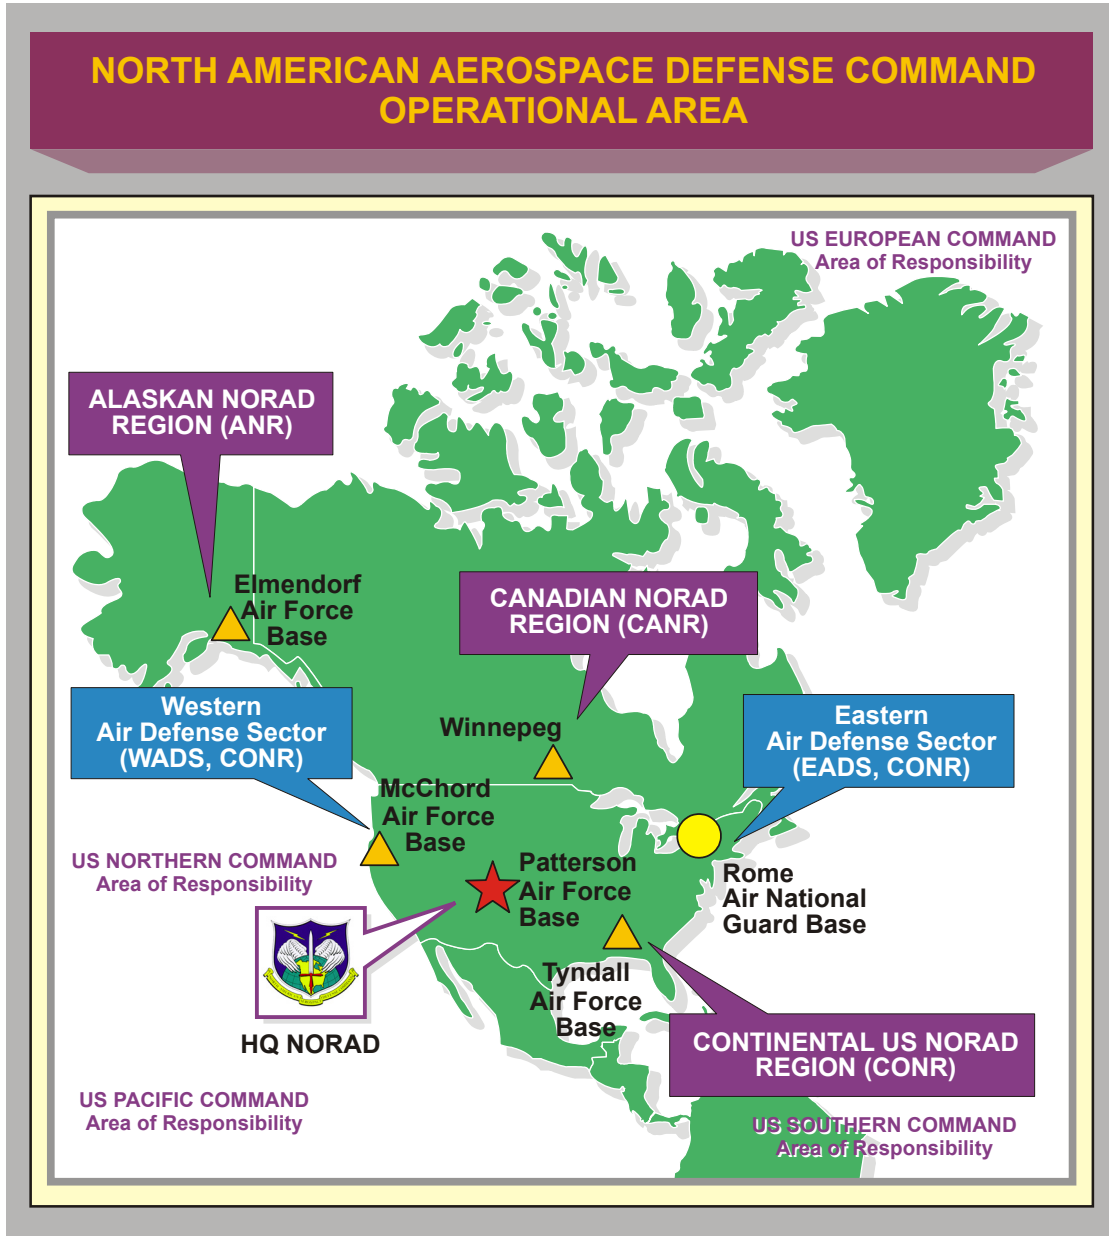 NORTH AMERICAN AEROSPACE DEFENSE COMMAND
OPERATIONAL AREA
US EUROPEAN COMMAND
Area of Responsibility
ALASKAN NORAD
REGION (ANR)
Elmendorf
Air Force
Base
CANADIAN NORAD
REGION (CANR)
Western
Air Defense Sector
(WADS, CONR)
Winnepeg
Eastern
Air Defense Sector
(EADS, CONR)
McChord
Air Force
Base
US NORTHERN COMMAND
Area of Responsibility
Patterson
Air Force
Base
Rome
Air National
Guard Base
Tyndall
Air Force
Base
HQ NORAD
CONTINENTAL US NORAD
REGION (CONR)
US PACIFIC COMMAND
Area of Responsibility
US SOUTHERN COMMAND
Area of Responsibility